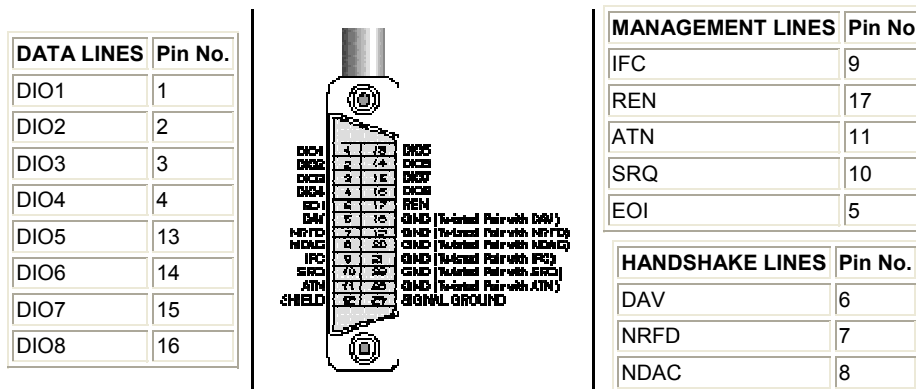 DATA LINES Pin No.
DIO1 1
DIO2 2
DIO3 3
DIO4 4
DIO5 13
DIO6 14
DIO7 15
DIO8 16
DIO1 1 13 DIO5
DIO2 2 14 DIO6
DIO3 3 15 DIO7
DIO4 4 16 DIO8
EOI 5 17 REN
DAV 6 18 GND (Twisted Pair with DAV)
NRFD 7 19 GND (Twisted Pair with NRFD)
NDAC 8 20 GND (Twisted Pair with NDAC)
IFC 9 21 GND (Twisted Pair with IFC)
SRQ 10 22 GND (Twisted Pair with SRQ)
ATN 11 23 GND (Twisted Pair with ATN)
SHIELD 12 24 SIGNAL GROUND
MANAGEMENT LINES Pin No
IFC 9
REN 17
ATN 11
SRQ 10
EOI 5
HANDSHAKE LINES Pin No.
DAV 6
NRFD 7
NDAC 8